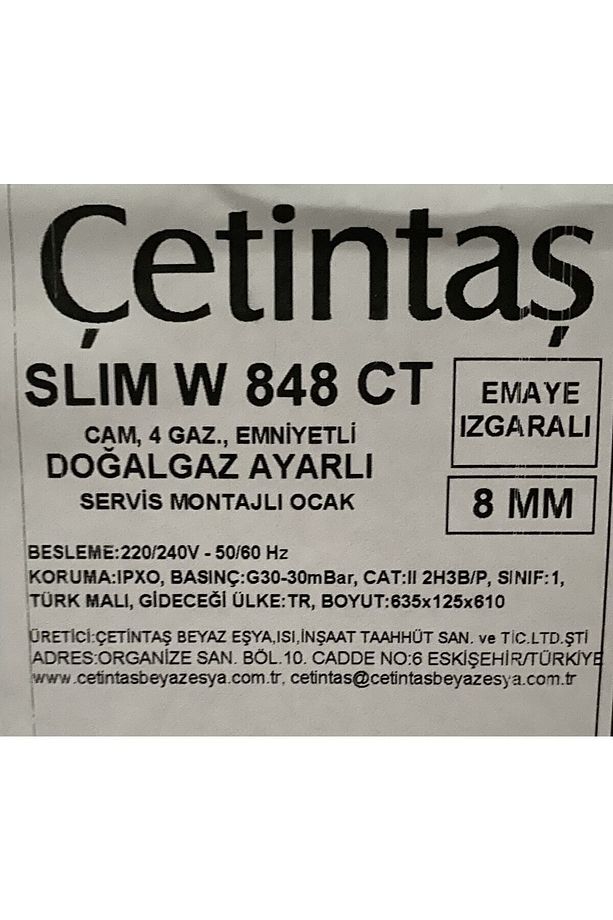 Çetintaş
SLIM W 848 CT
EMAYE
IZGARALI
CAM, 4 GAZ., EMNİYETLİ
DOĞALGAZ AYARLI
SERVİS MONTAJLI OCAK
8 MM
BESLEME:220/240V - 50/60 Hz
KORUMA:IPXO, BASINÇ:G30-30mBar, CAT:II 2H3B/P, SINIF:1,
TÜRK MALI, GİDECEĞİ ÜLKE:TR, BOYUT:635x125x610
ÜRETİCİ:ÇETİNTAŞ BEYAZ EŞYA,ISI,İNŞAAT TAAHHÜT SAN. ve TİC.LTD.ŞTİ
ADRES:ORGANİZE SAN. BÖL.10. CADDE NO:6 ESKİŞEHİR/TÜRKİYE
www.cetintasbeyazesya.com.tr, cetintas@cetintasbeyazesya.com.tr